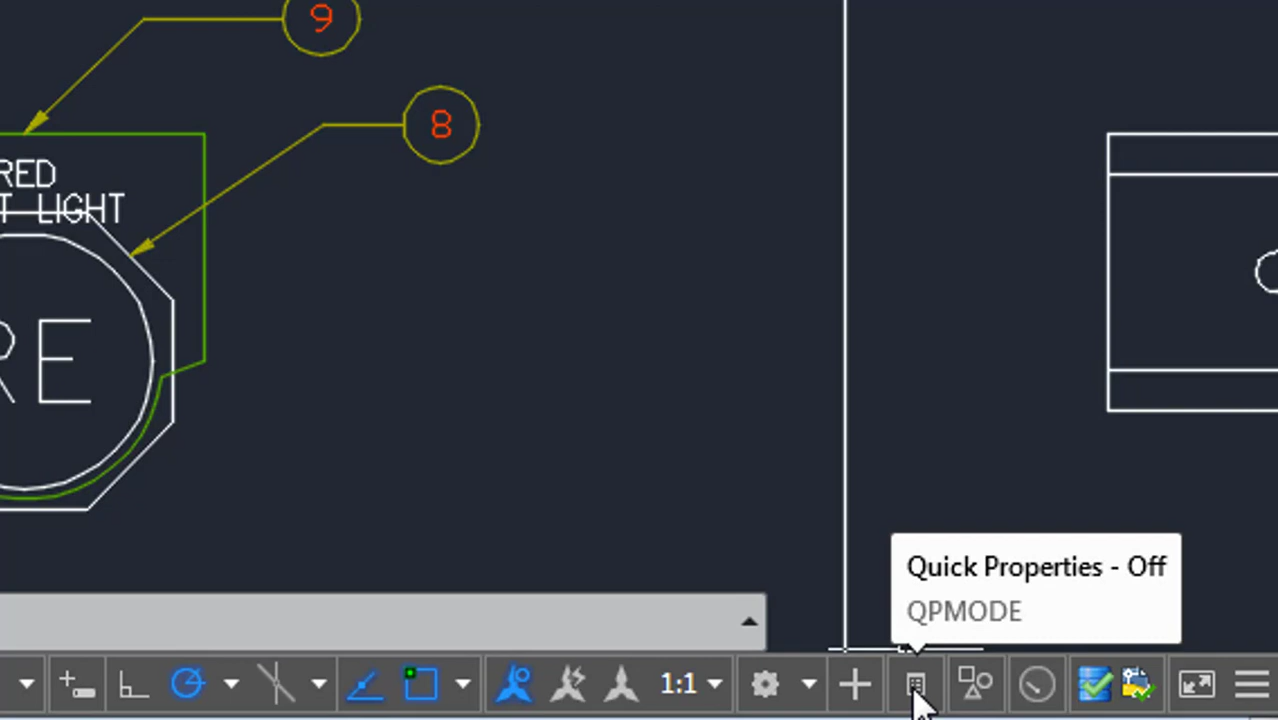 9
8
RED
T LIGHT
RE
Quick Properties - Off
QPMODE
1:1